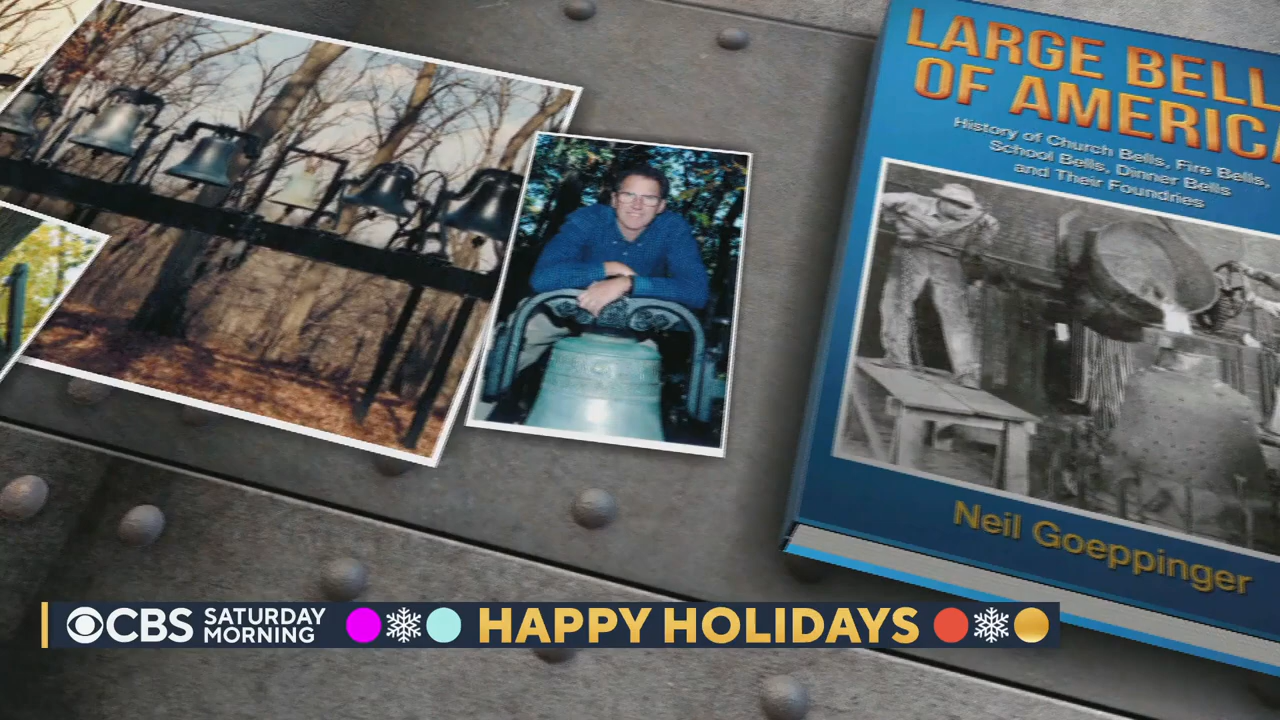 LARGE BELL
OF AMERIC
History of Church Bells, Fire Bells,
School Bells, Dinner Bells
and Their Foundries
Neil Goeppinger
CBS SATURDAY MORNING HAPPY HOLIDAYS